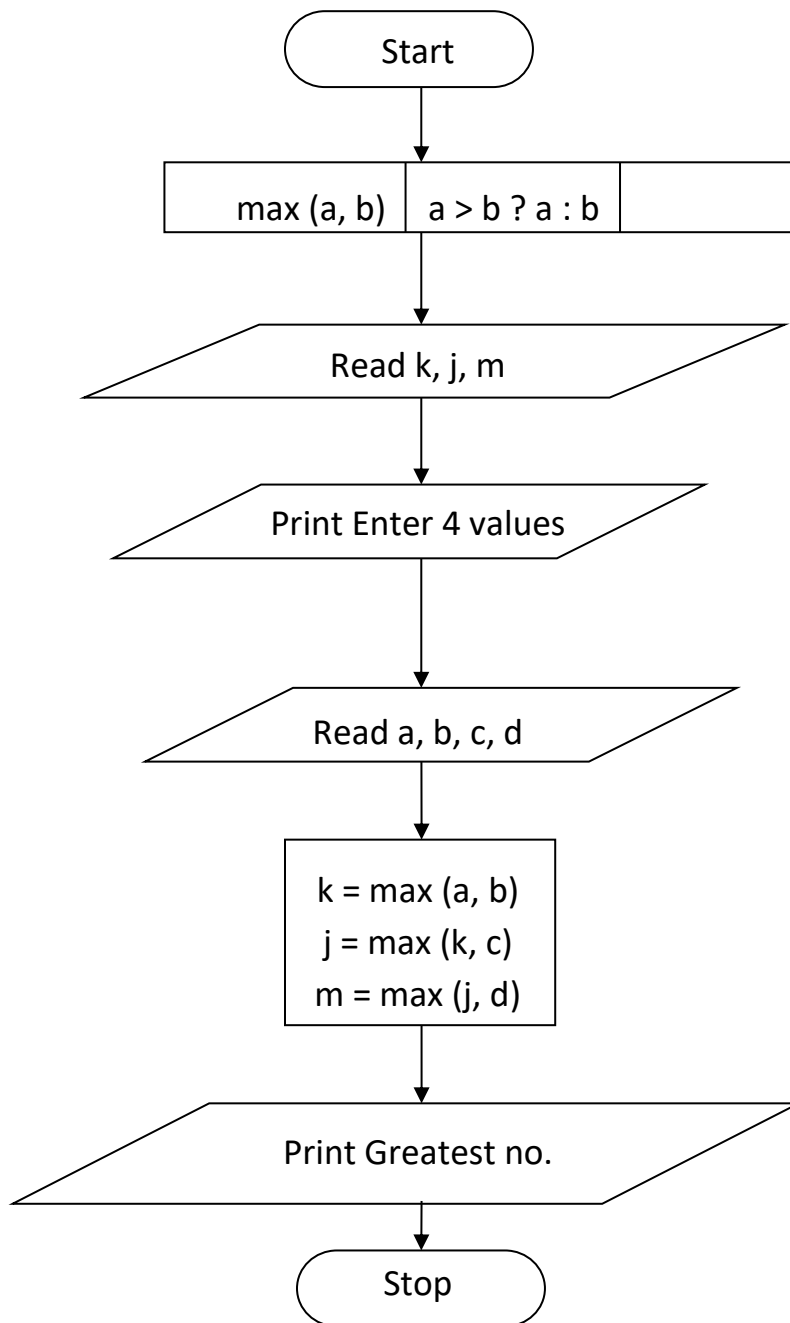 Start
max (a, b) a > b ? a : b
Read k, j, m
Print Enter 4 values
Read a, b, c, d
k = max (a, b)
j = max (k, c)
m = max (j, d)
Print Greatest no.
Stop